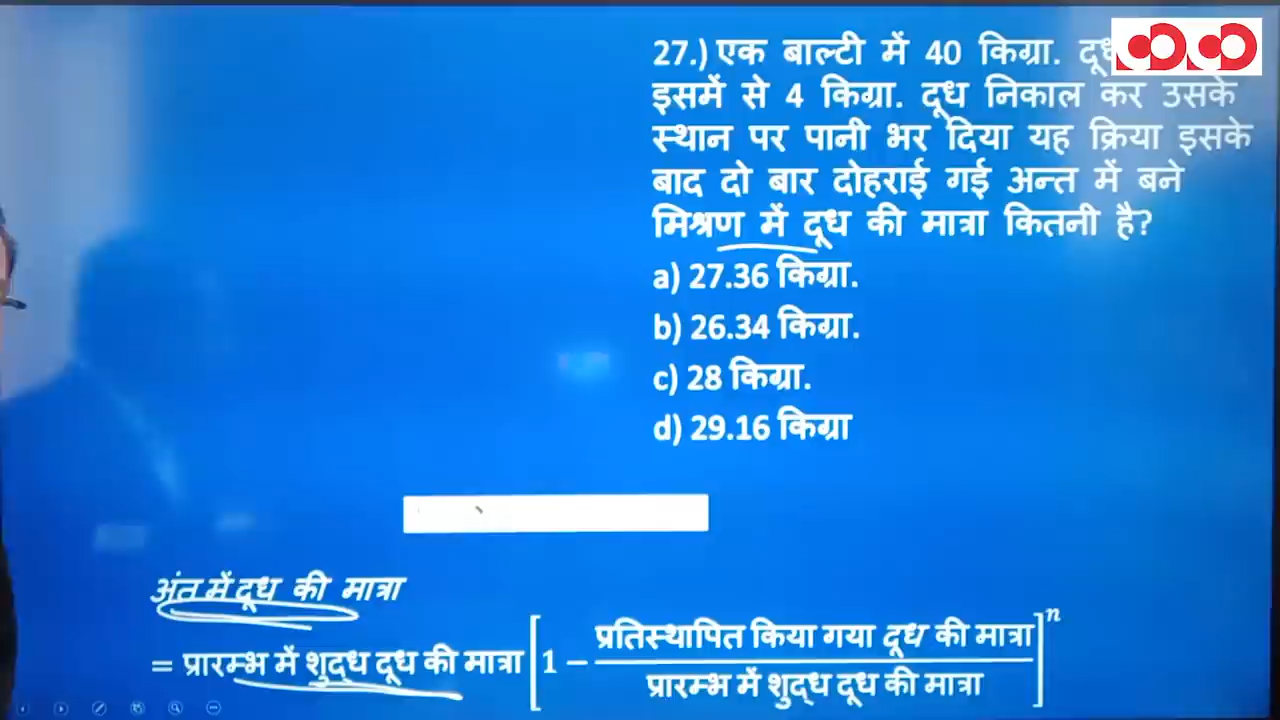 27.) एक बाल्टी में 40 किग्रा.
इसमें से 4 किग्रा. दूध निकाल कर उसके
स्थान पर पानी भर दिया यह क्रिया इसके
बाद दो बार दोहराई गई अन्त में बने
मिश्रण में दूध की मात्रा कितनी है?
a) 27.36 किग्रा.
b) 26.34 किग्रा.
c) 28 किग्रा.
d) 29.16 किग्रा
अंत में दूध की मात्रा
= प्रारम्भ में शुद्ध दूध की मात्रा [1 − प्रतिस्थापित किया गया दूध की मात्रा / प्रारम्भ में शुद्ध दूध की मात्रा]^n